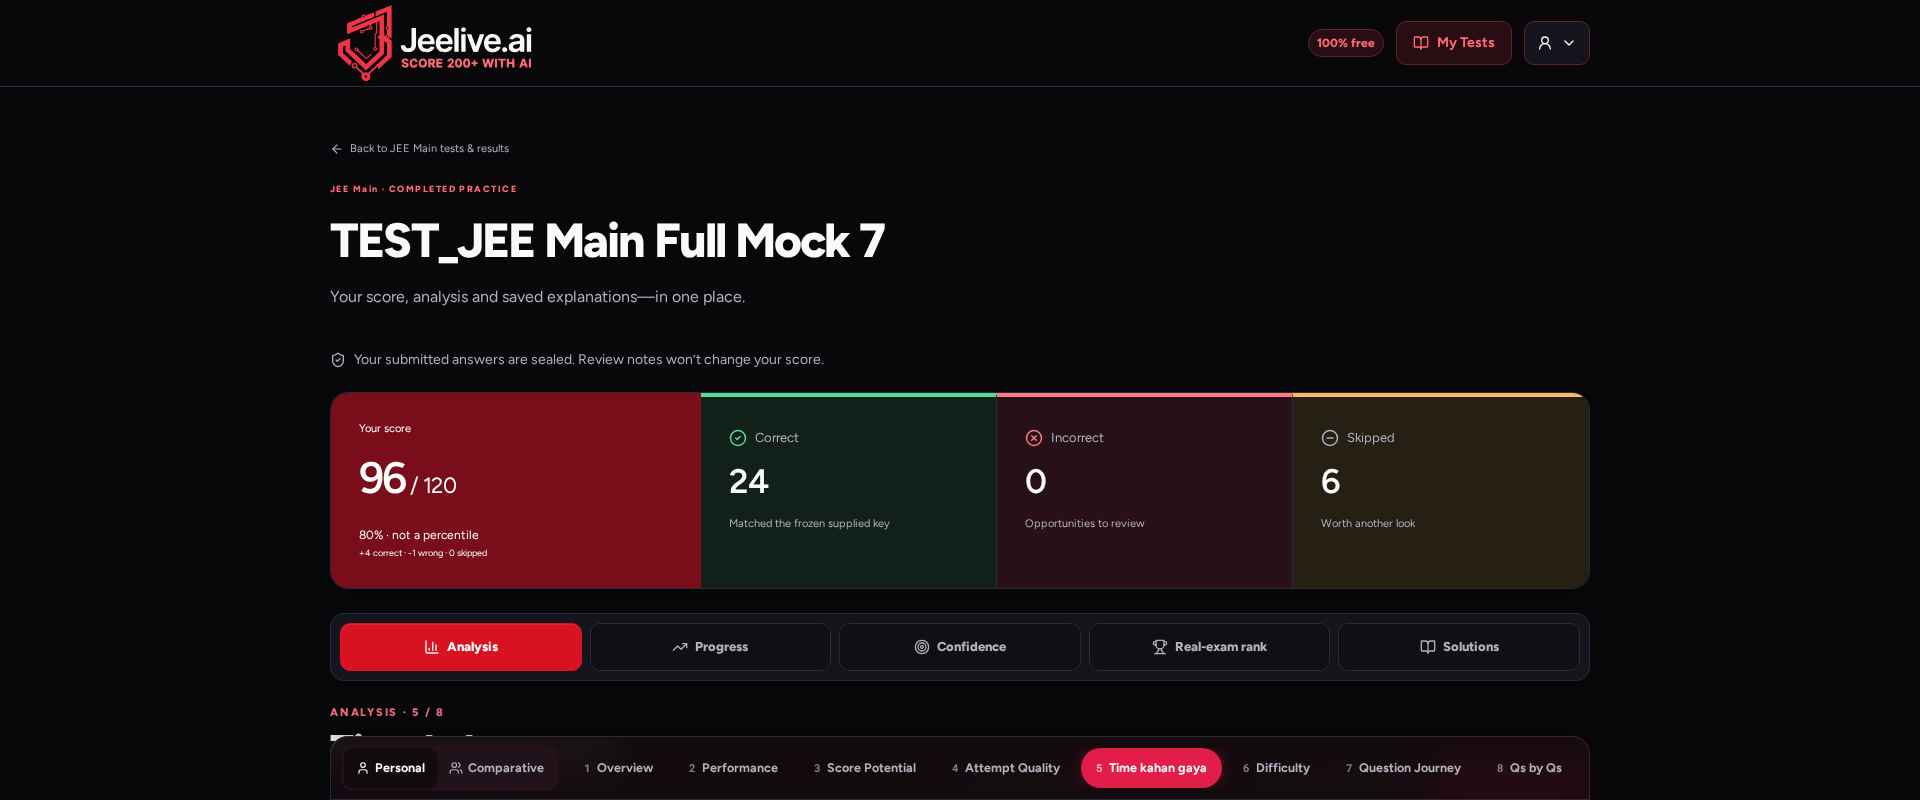 Jeelive.ai
SCORE 200+ WITH AI
100% free
My Tests
Back to JEE Main tests & results
JEE Main · COMPLETED PRACTICE
TEST_JEE Main Full Mock 7
Your score, analysis and saved explanations—in one place.
Your submitted answers are sealed. Review notes won't change your score.
Your score
96 / 120
80% · not a percentile
+4 correct · -1 wrong · 0 skipped
Correct
24
Matched the frozen supplied key
Incorrect
0
Opportunities to review
Skipped
6
Worth another look
Analysis
Progress
Confidence
Real-exam rank
Solutions
ANALYSIS · 5 / 8
Personal
Comparative
1 Overview
2 Performance
3 Score Potential
4 Attempt Quality
5 Time kahan gaya
6 Difficulty
7 Question Journey
8 Qs by Qs